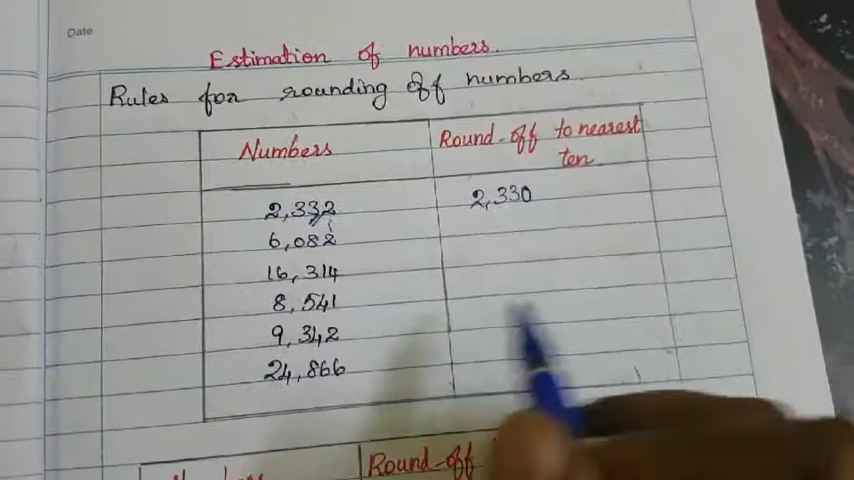 Date
Estimation of numbers.
Rules for rounding off numbers.
Numbers
Round-off to nearest
ten
2,332 2,330
6,082
16,314
8,541
9,342
24,866
Round-off